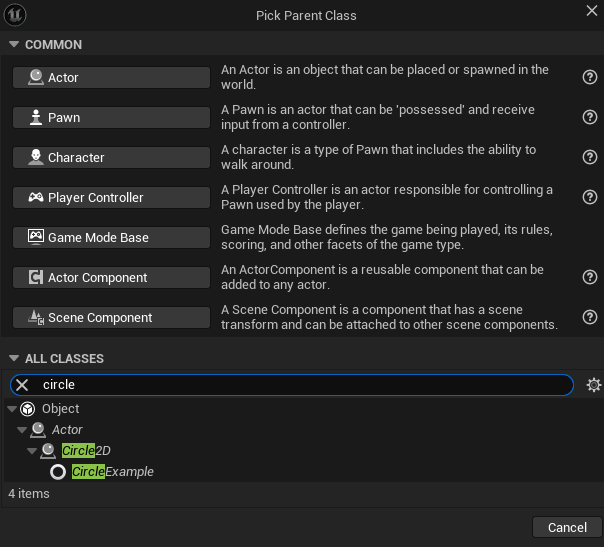 Pick Parent Class
COMMON
Actor
An Actor is an object that can be placed or spawned in the
world.
Pawn
A Pawn is an actor that can be 'possessed' and receive
input from a controller.
Character
A character is a type of Pawn that includes the ability to
walk around.
Player Controller
A Player Controller is an actor responsible for controlling a
Pawn used by the player.
Game Mode Base
Game Mode Base defines the game being played, its rules,
scoring, and other facets of the game type.
Actor Component
An ActorComponent is a reusable component that can be
added to any actor.
Scene Component
A Scene Component is a component that has a scene
transform and can be attached to other scene components.
ALL CLASSES
circle
Object
Actor
Circle2D
CircleExample
4 items
Cancel